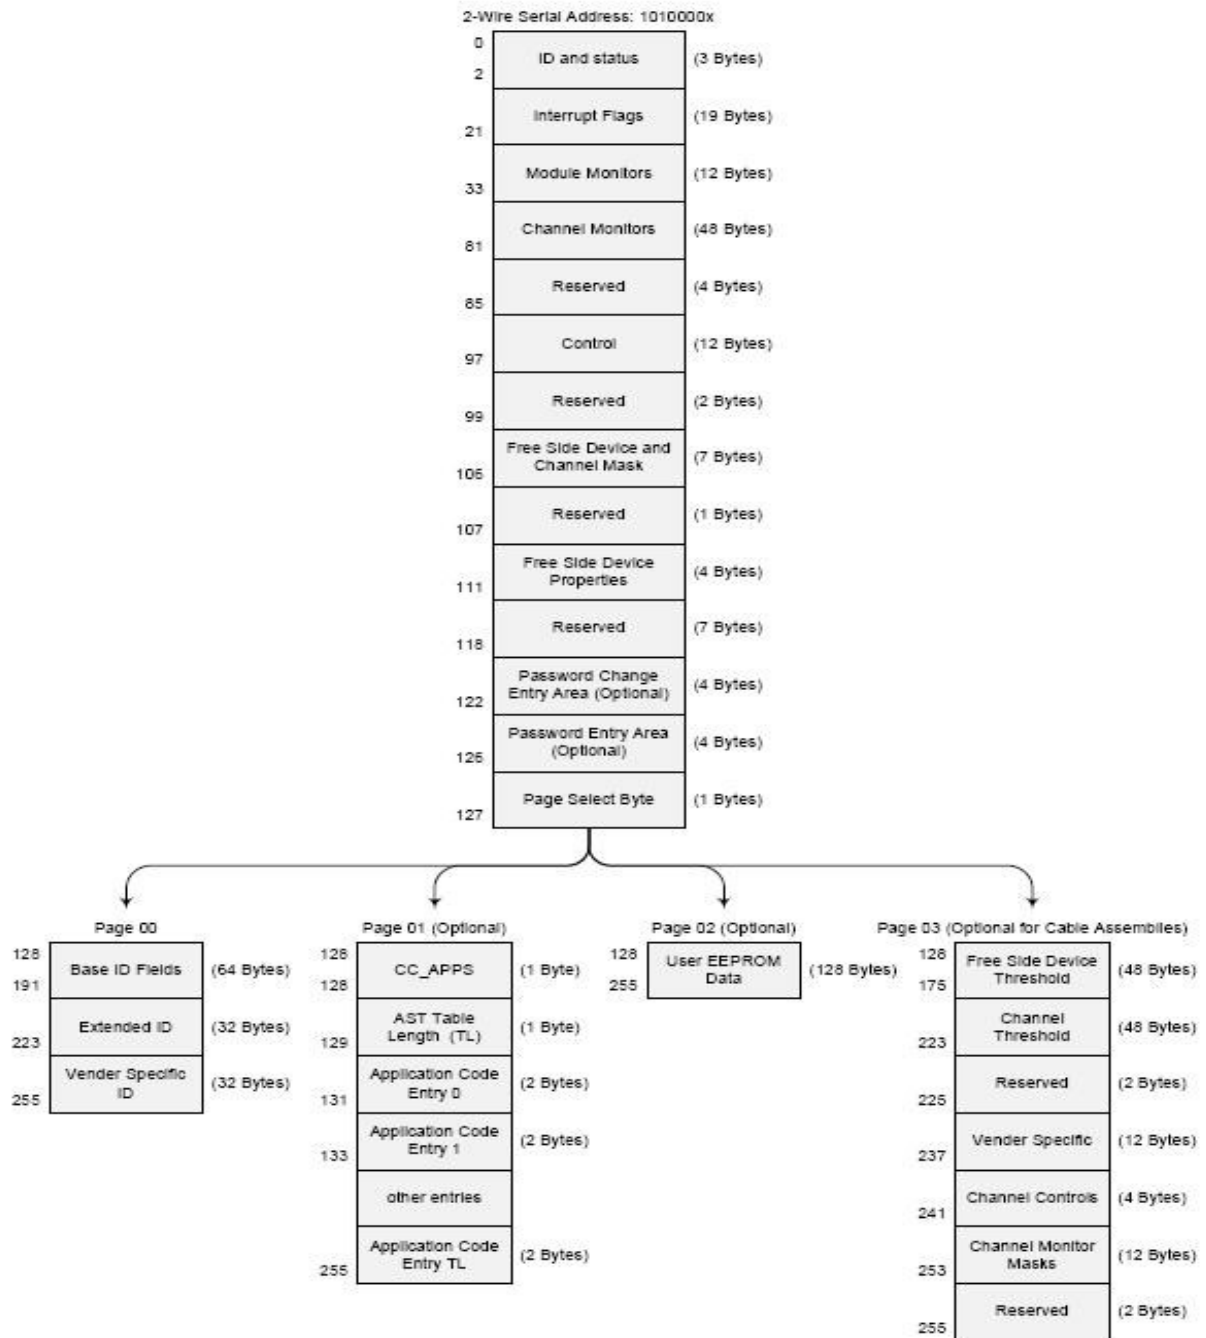 2-Wire Serial Address: 1010000x
0
ID and status (3 Bytes)
2
Interrupt Flags (19 Bytes)
21
Module Monitors (12 Bytes)
33
Channel Monitors (48 Bytes)
81
Reserved (4 Bytes)
85
Control (12 Bytes)
97
Reserved (2 Bytes)
99
Free Side Device and
Channel Mask (7 Bytes)
106
Reserved (1 Bytes)
107
Free Side Device
Properties (4 Bytes)
111
Reserved (7 Bytes)
118
Password Change
Entry Area (Optional) (4 Bytes)
122
Password Entry Area
(Optional) (4 Bytes)
126
Page Select Byte (1 Bytes)
127
Page 00
128
Base ID Fields (64 Bytes)
191
Extended ID (32 Bytes)
223
Vender Specific
ID (32 Bytes)
255
Page 01 (Optional)
128
CC_APPS (1 Byte)
128
AST Table
Length (TL) (1 Byte)
129
Application Code
Entry 0 (2 Bytes)
131
Application Code
Entry 1 (2 Bytes)
133
other entries
Application Code
Entry TL (2 Bytes)
255
Page 02 (Optional)
128
User EEPROM
Data (128 Bytes)
255
Page 03 (Optional for Cable Assemblies)
128
Free Side Device
Threshold (48 Bytes)
175
Channel
Threshold (48 Bytes)
223
Reserved (2 Bytes)
225
Vender Specific (12 Bytes)
237
Channel Controls (4 Bytes)
241
Channel Monitor
Masks (12 Bytes)
253
Reserved (2 Bytes)
255